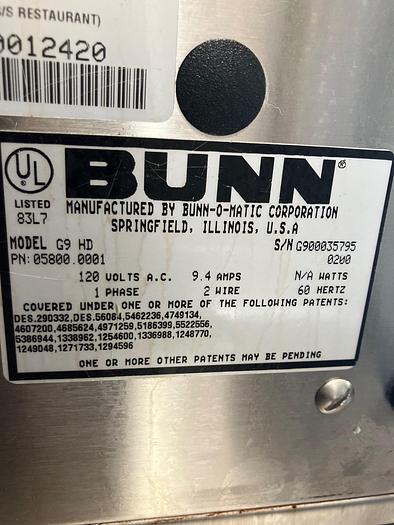 S/S RESTAURANT)
0012420
UL
®
LISTED
83L7
BUNN®
MANUFACTURED BY BUNN-O-MATIC CORPORATION
SPRINGFIELD, ILLINOIS, U.S.A
MODEL G9 HD S/N G900035795
PN: 05800.0001 0200
120 VOLTS A.C. 9.4 AMPS N/A WATTS
1 PHASE 2 WIRE 60 HERTZ
COVERED UNDER ONE OR MORE OF THE FOLLOWING PATENTS:
DES.290332,DES.56084,5462236,4749134,
4607200,4685624,4971259,5186399,5522556,
5386944,1338962,1254600,1336988,1248770,
1249048,1271733,1294596
ONE OR MORE OTHER PATENTS MAY BE PENDING